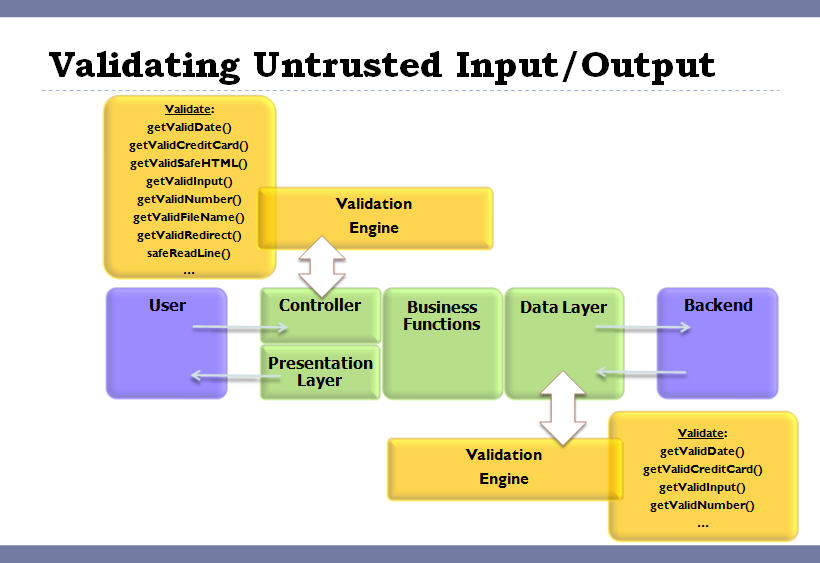 Validating Untrusted Input/Output
Validate:
getValidDate()
getValidCreditCard()
getValidSafeHTML()
getValidInput()
getValidNumber()
getValidFileName()
getValidRedirect()
safeReadLine()
...
Validation
Engine
User
Controller
Presentation
Layer
Business
Functions
Data Layer
Backend
Validation
Engine
Validate:
getValidDate()
getValidCreditCard()
getValidInput()
getValidNumber()
...